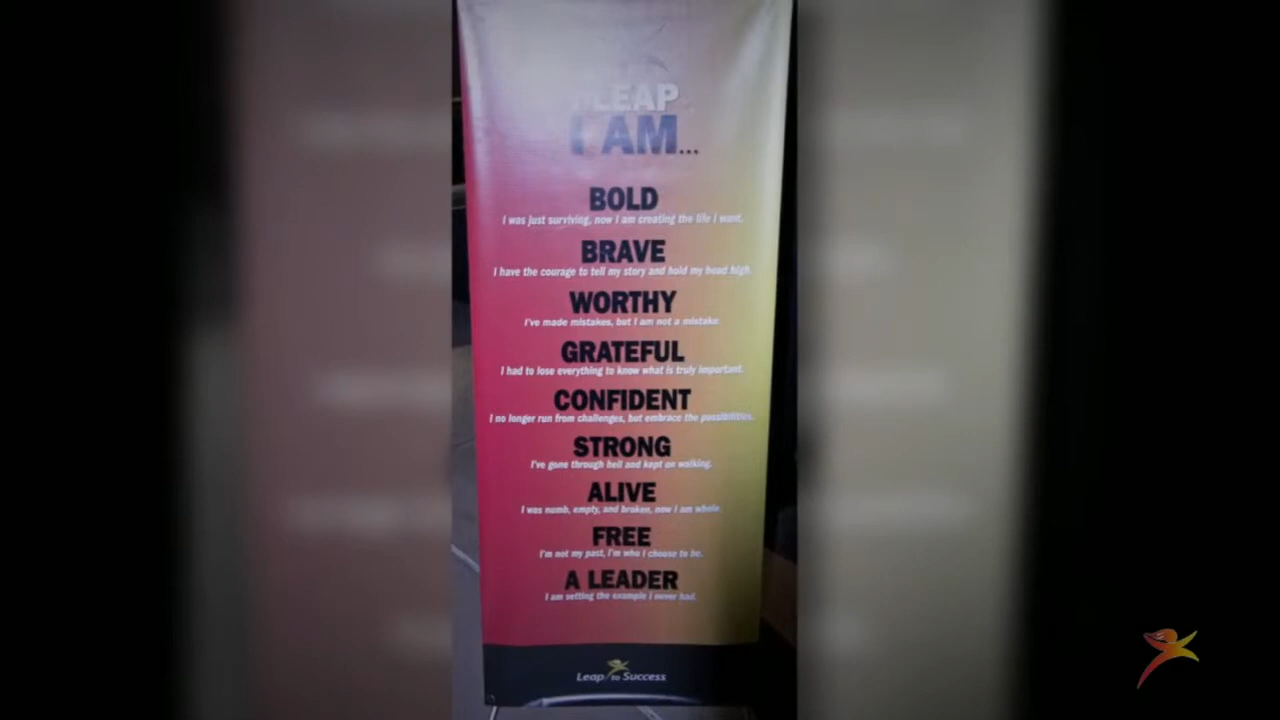 LEAP
I AM...
BOLD
I was just surviving, now I am creating the life I want.
BRAVE
I have the courage to tell my story and hold my head high.
WORTHY
I've made mistakes, but I am not a mistake.
GRATEFUL
I had to lose everything to know what is truly important.
CONFIDENT
I no longer run from challenges, but embrace the possibilities.
STRONG
I've gone through hell and kept on walking.
ALIVE
I was numb, empty, and broken, now I am whole.
FREE
I'm not my past, I'm who I choose to be.
A LEADER
I am setting the example I never had.
Leap to Success